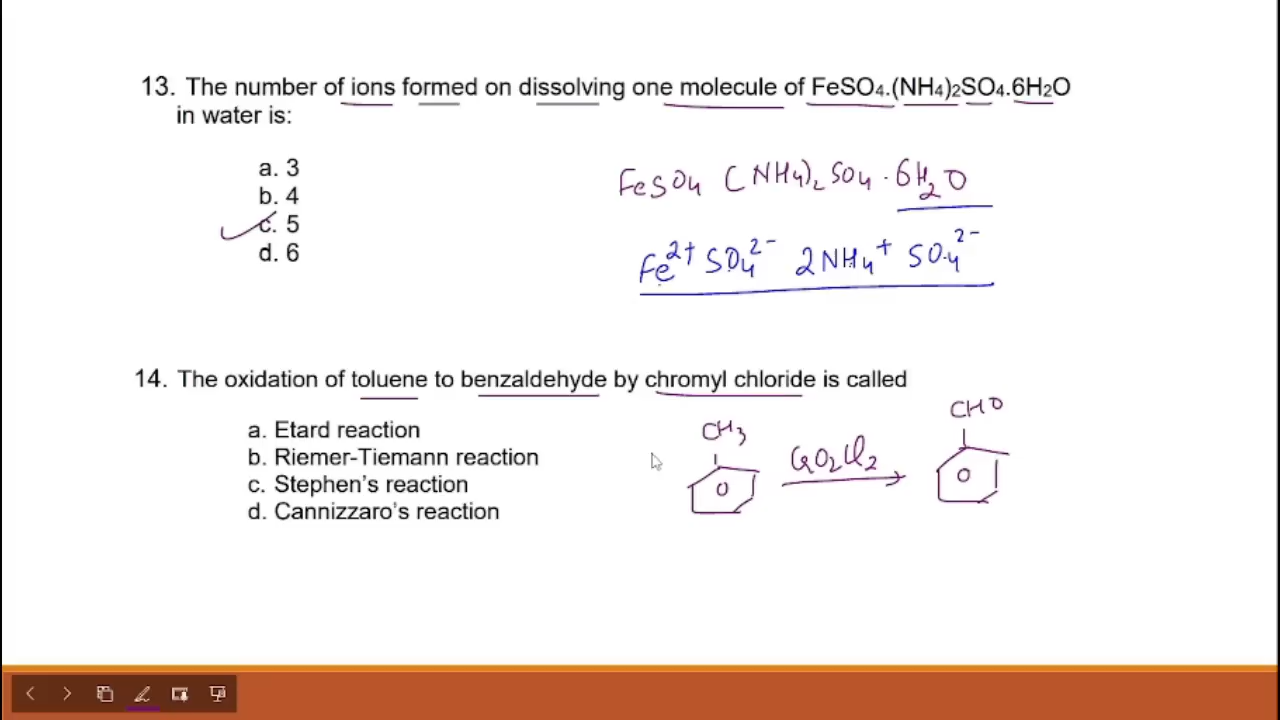 13. The number of ions formed on dissolving one molecule of FeSO₄.(NH₄)₂SO₄.6H₂O
in water is:
a. 3
b. 4
c. 5
d. 6
FeSO₄ (NH₄)₂SO₄ · 6H₂O
Fe²⁺ SO₄²⁻ 2NH₄⁺ SO₄²⁻
14. The oxidation of toluene to benzaldehyde by chromyl chloride is called
a. Etard reaction
b. Riemer-Tiemann reaction
c. Stephen's reaction
d. Cannizzaro's reaction
CH₃
CrO₂Cl₂
CHO